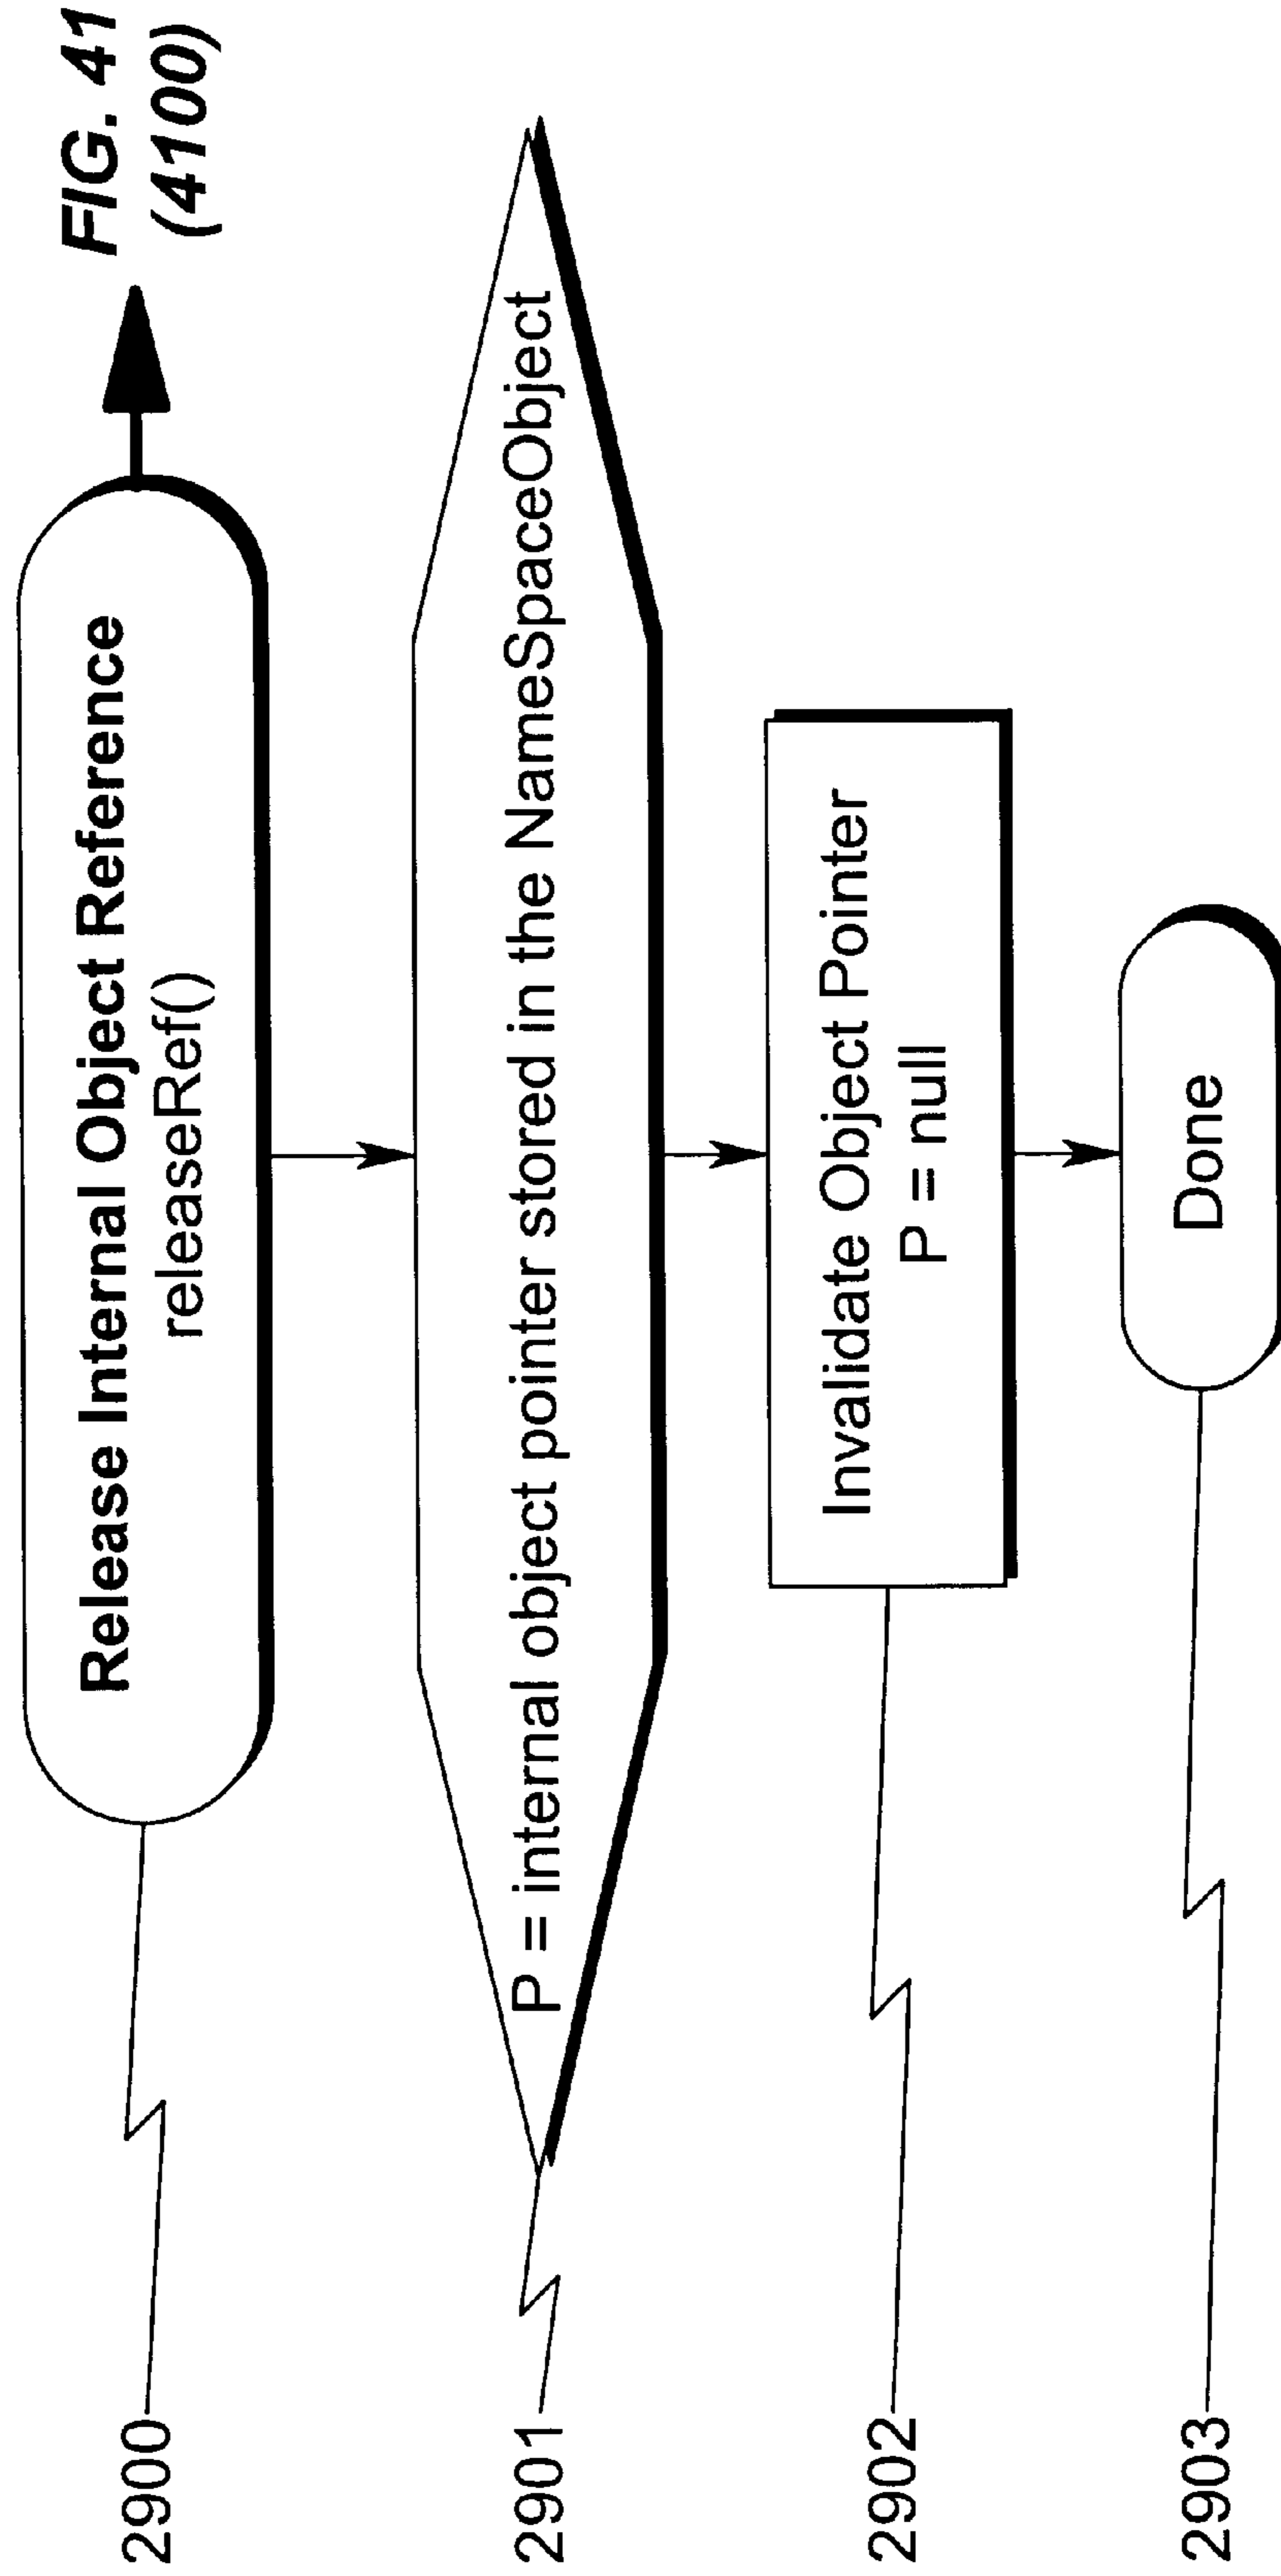 FIG. 41
(4100)
2900
Release Internal Object Reference
releaseRef()
2901
P = internal object pointer stored in the NameSpaceObject
2902
Invalidate Object Pointer
P = null
2903
Done